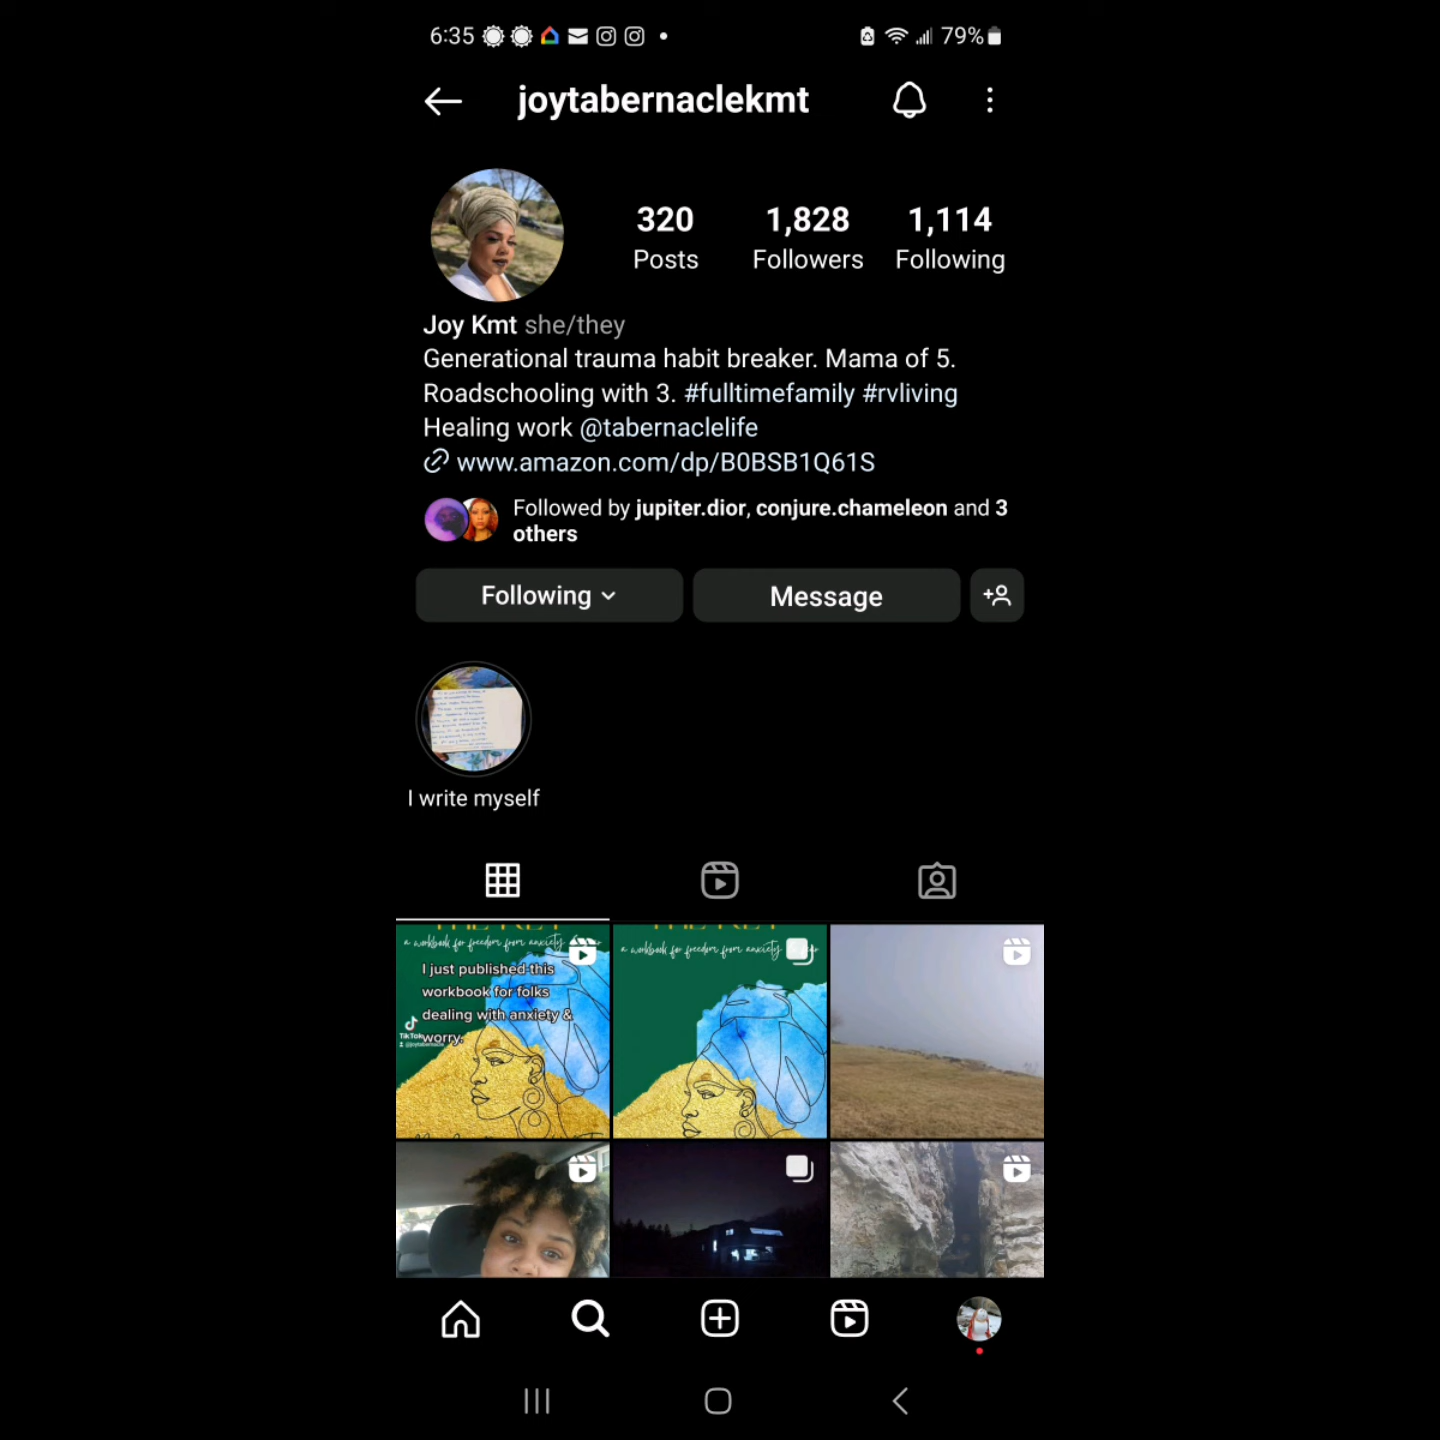 6:35
79%
joytabernaclekmt
320
Posts
1,828
Followers
1,114
Following
Joy Kmt she/they
Generational trauma habit breaker. Mama of 5.
Roadschooling with 3. #fulltimefamily #rvliving
Healing work @tabernaclelife
www.amazon.com/dp/B0BSB1Q61S
Followed by jupiter.dior, conjure.chameleon and 3
others
Following
Message
I write myself
a workbook for freedom from anxiety
I just published this
workbook for folks
dealing with anxiety &
worry.
TikTok
a workbook for freedom from anxiety